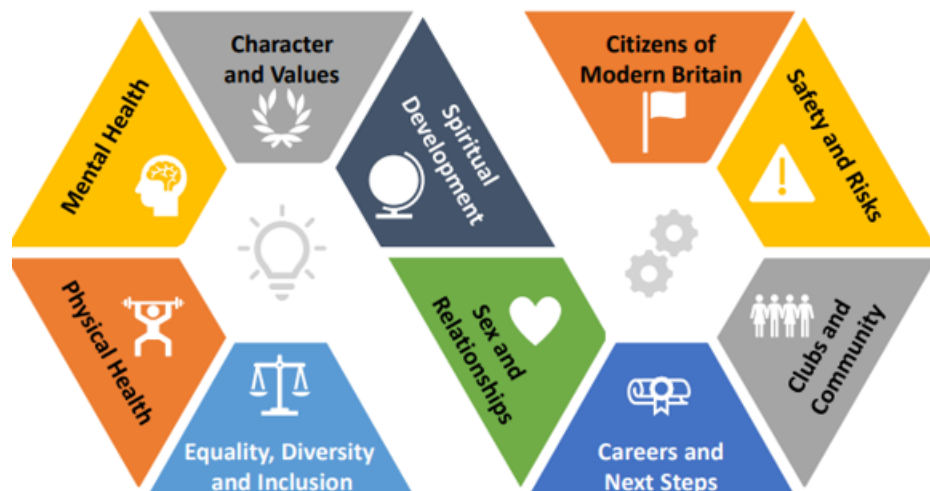 Character
and Values
Citizens of
Modern Britain
Mental Health
Spiritual
Development
Safety and Risks
Physical Health
Sex and
Relationships
Clubs and
Community
Equality, Diversity
and Inclusion
Careers and
Next Steps